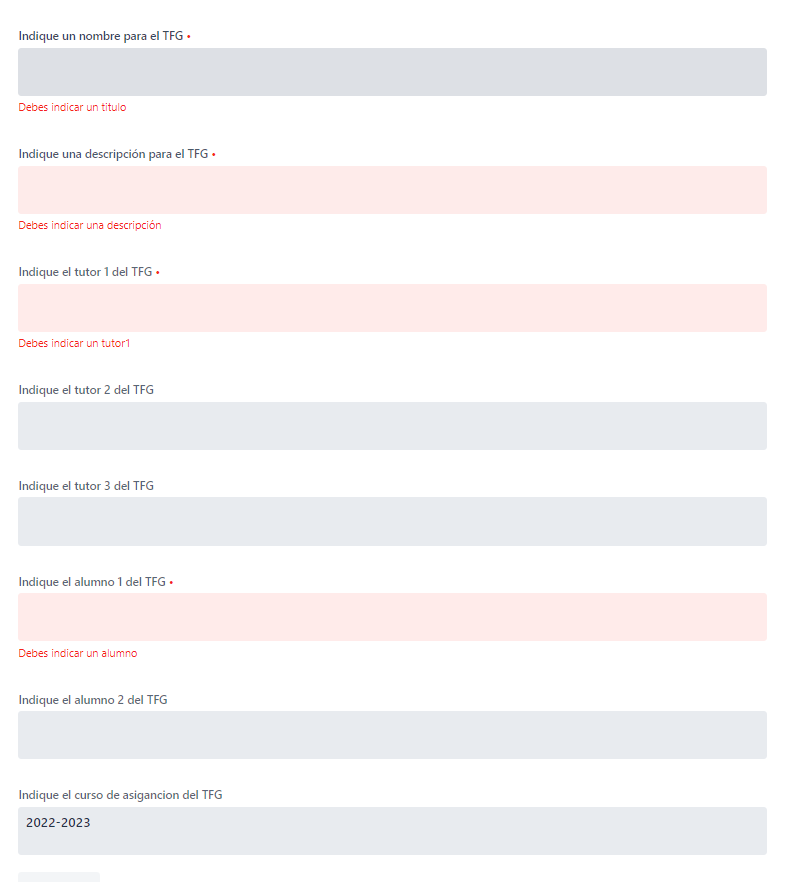 Indique un nombre para el TFG •
Debes indicar un titulo
Indique una descripción para el TFG •
Debes indicar una descripción
Indique el tutor 1 del TFG •
Debes indicar un tutor1
Indique el tutor 2 del TFG
Indique el tutor 3 del TFG
Indique el alumno 1 del TFG •
Debes indicar un alumno
Indique el alumno 2 del TFG
Indique el curso de asigancion del TFG
2022-2023